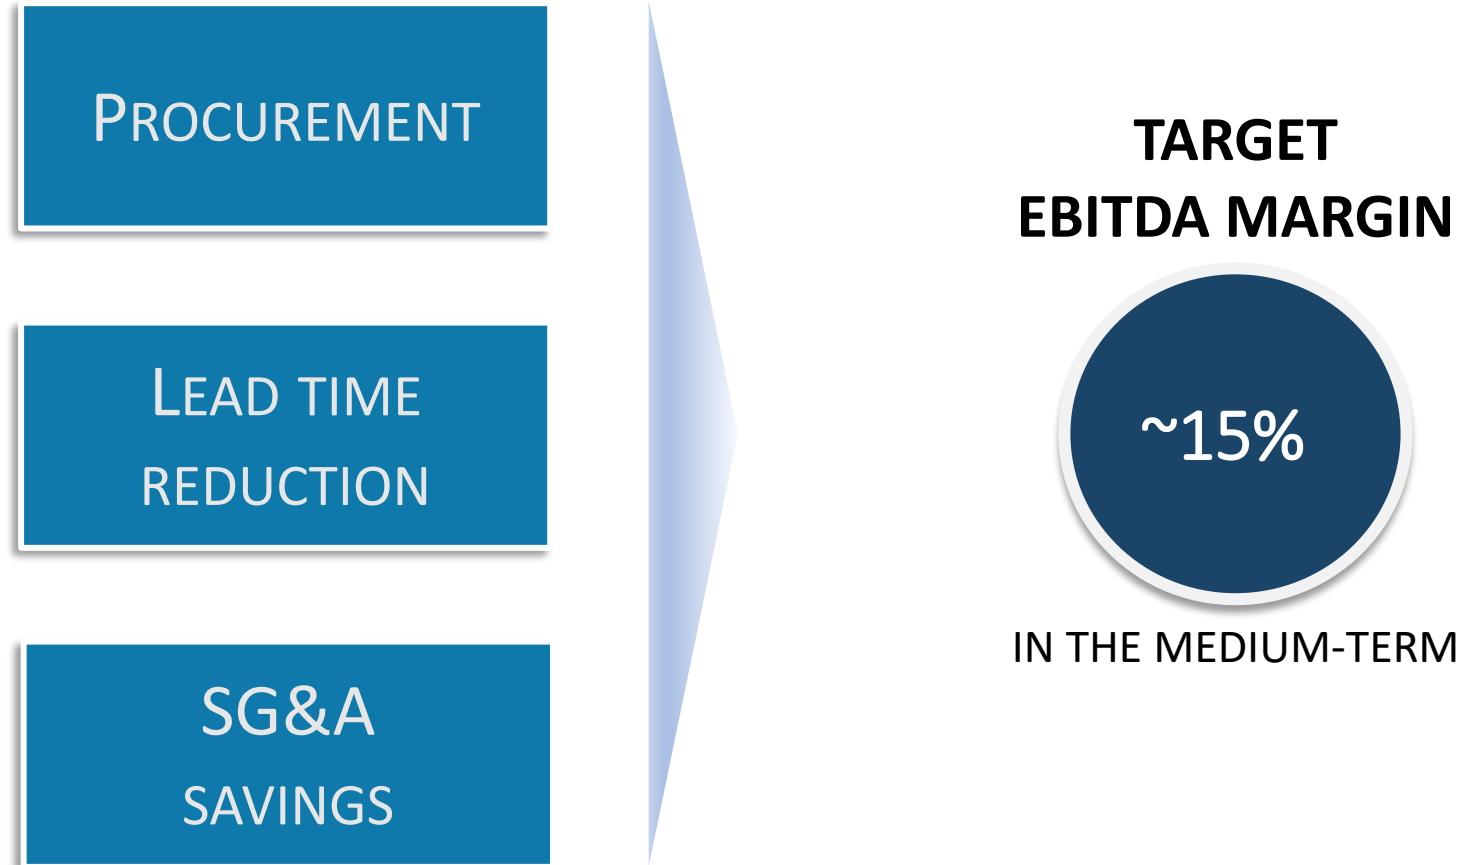 PROCUREMENT
LEAD TIME
REDUCTION
SG&A
SAVINGS
TARGET
EBITDA MARGIN
~15%
IN THE MEDIUM-TERM